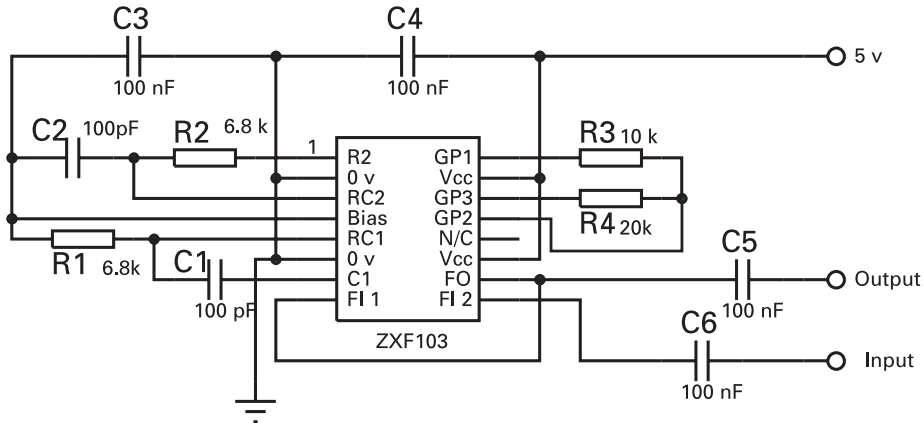 C3
C4
100 nF
100 nF
5 v
C2
100pF
R2
6.8 k
1
R3
10 k
R2
GP1
0 v
Vcc
RC2
GP3
Bias
GP2
R4
20k
RC1
N/C
R1
6.8k
C1
0 v
Vcc
C5
C1
FO
Output
100 pF
FI 1
FI 2
100 nF
C6
ZXF103
Input
100 nF